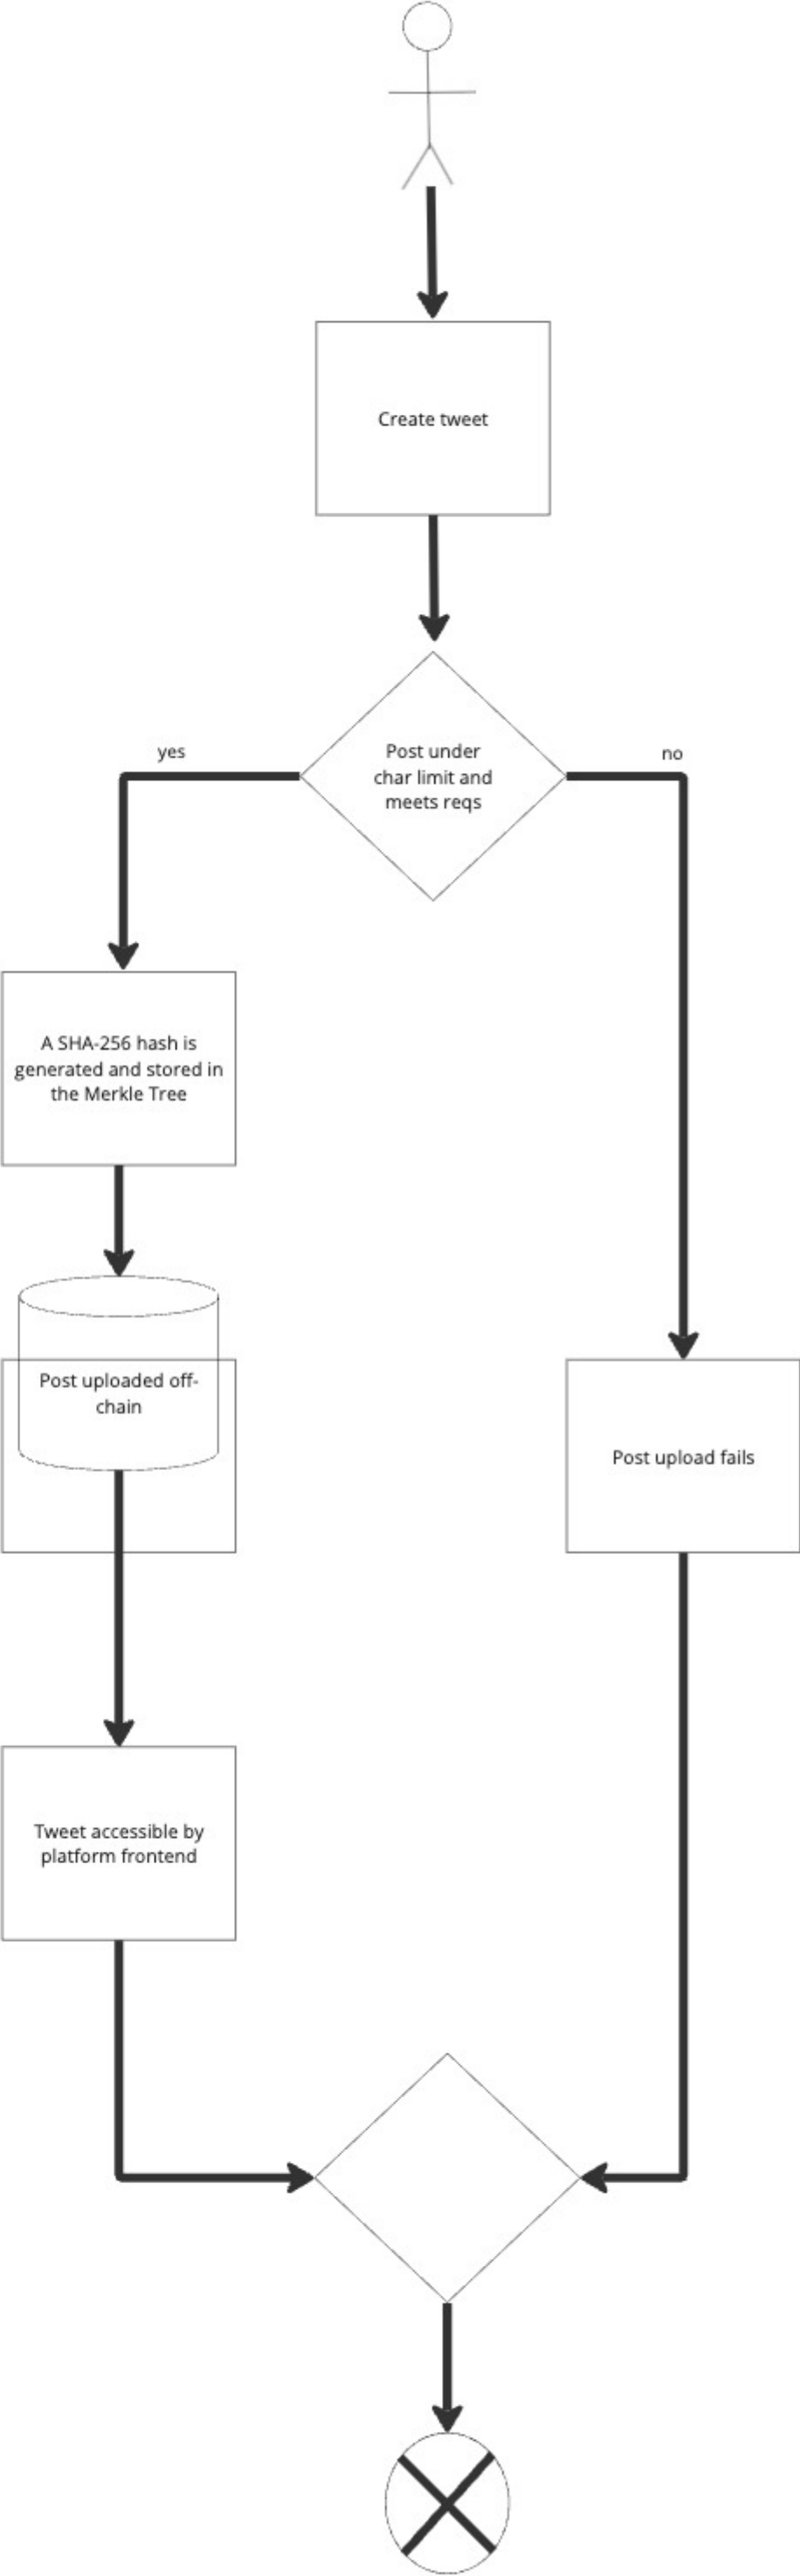 Create tweet
Post under
char limit and
meets reqs
yes
no
A SHA-256 hash is
generated and stored in
the Merkle Tree
Post uploaded off-
chain
Post upload fails
Tweet accessible by
platform frontend